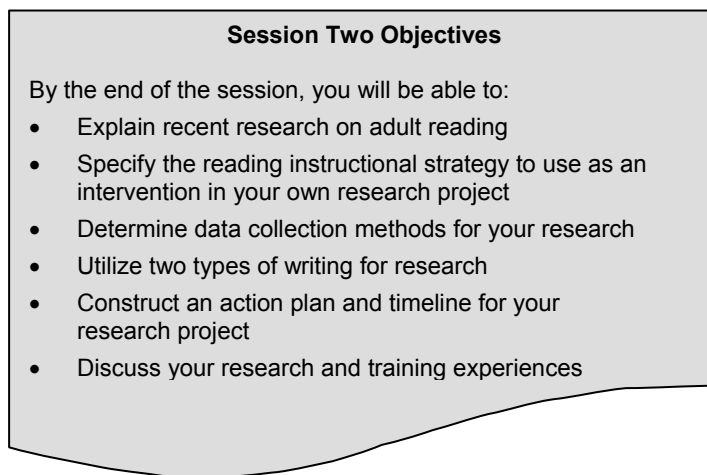 Session Two Objectives
By the end of the session, you will be able to:
• Explain recent research on adult reading
• Specify the reading instructional strategy to use as an
intervention in your own research project
• Determine data collection methods for your research
• Utilize two types of writing for research
• Construct an action plan and timeline for your
research project
• Discuss your research and training experiences